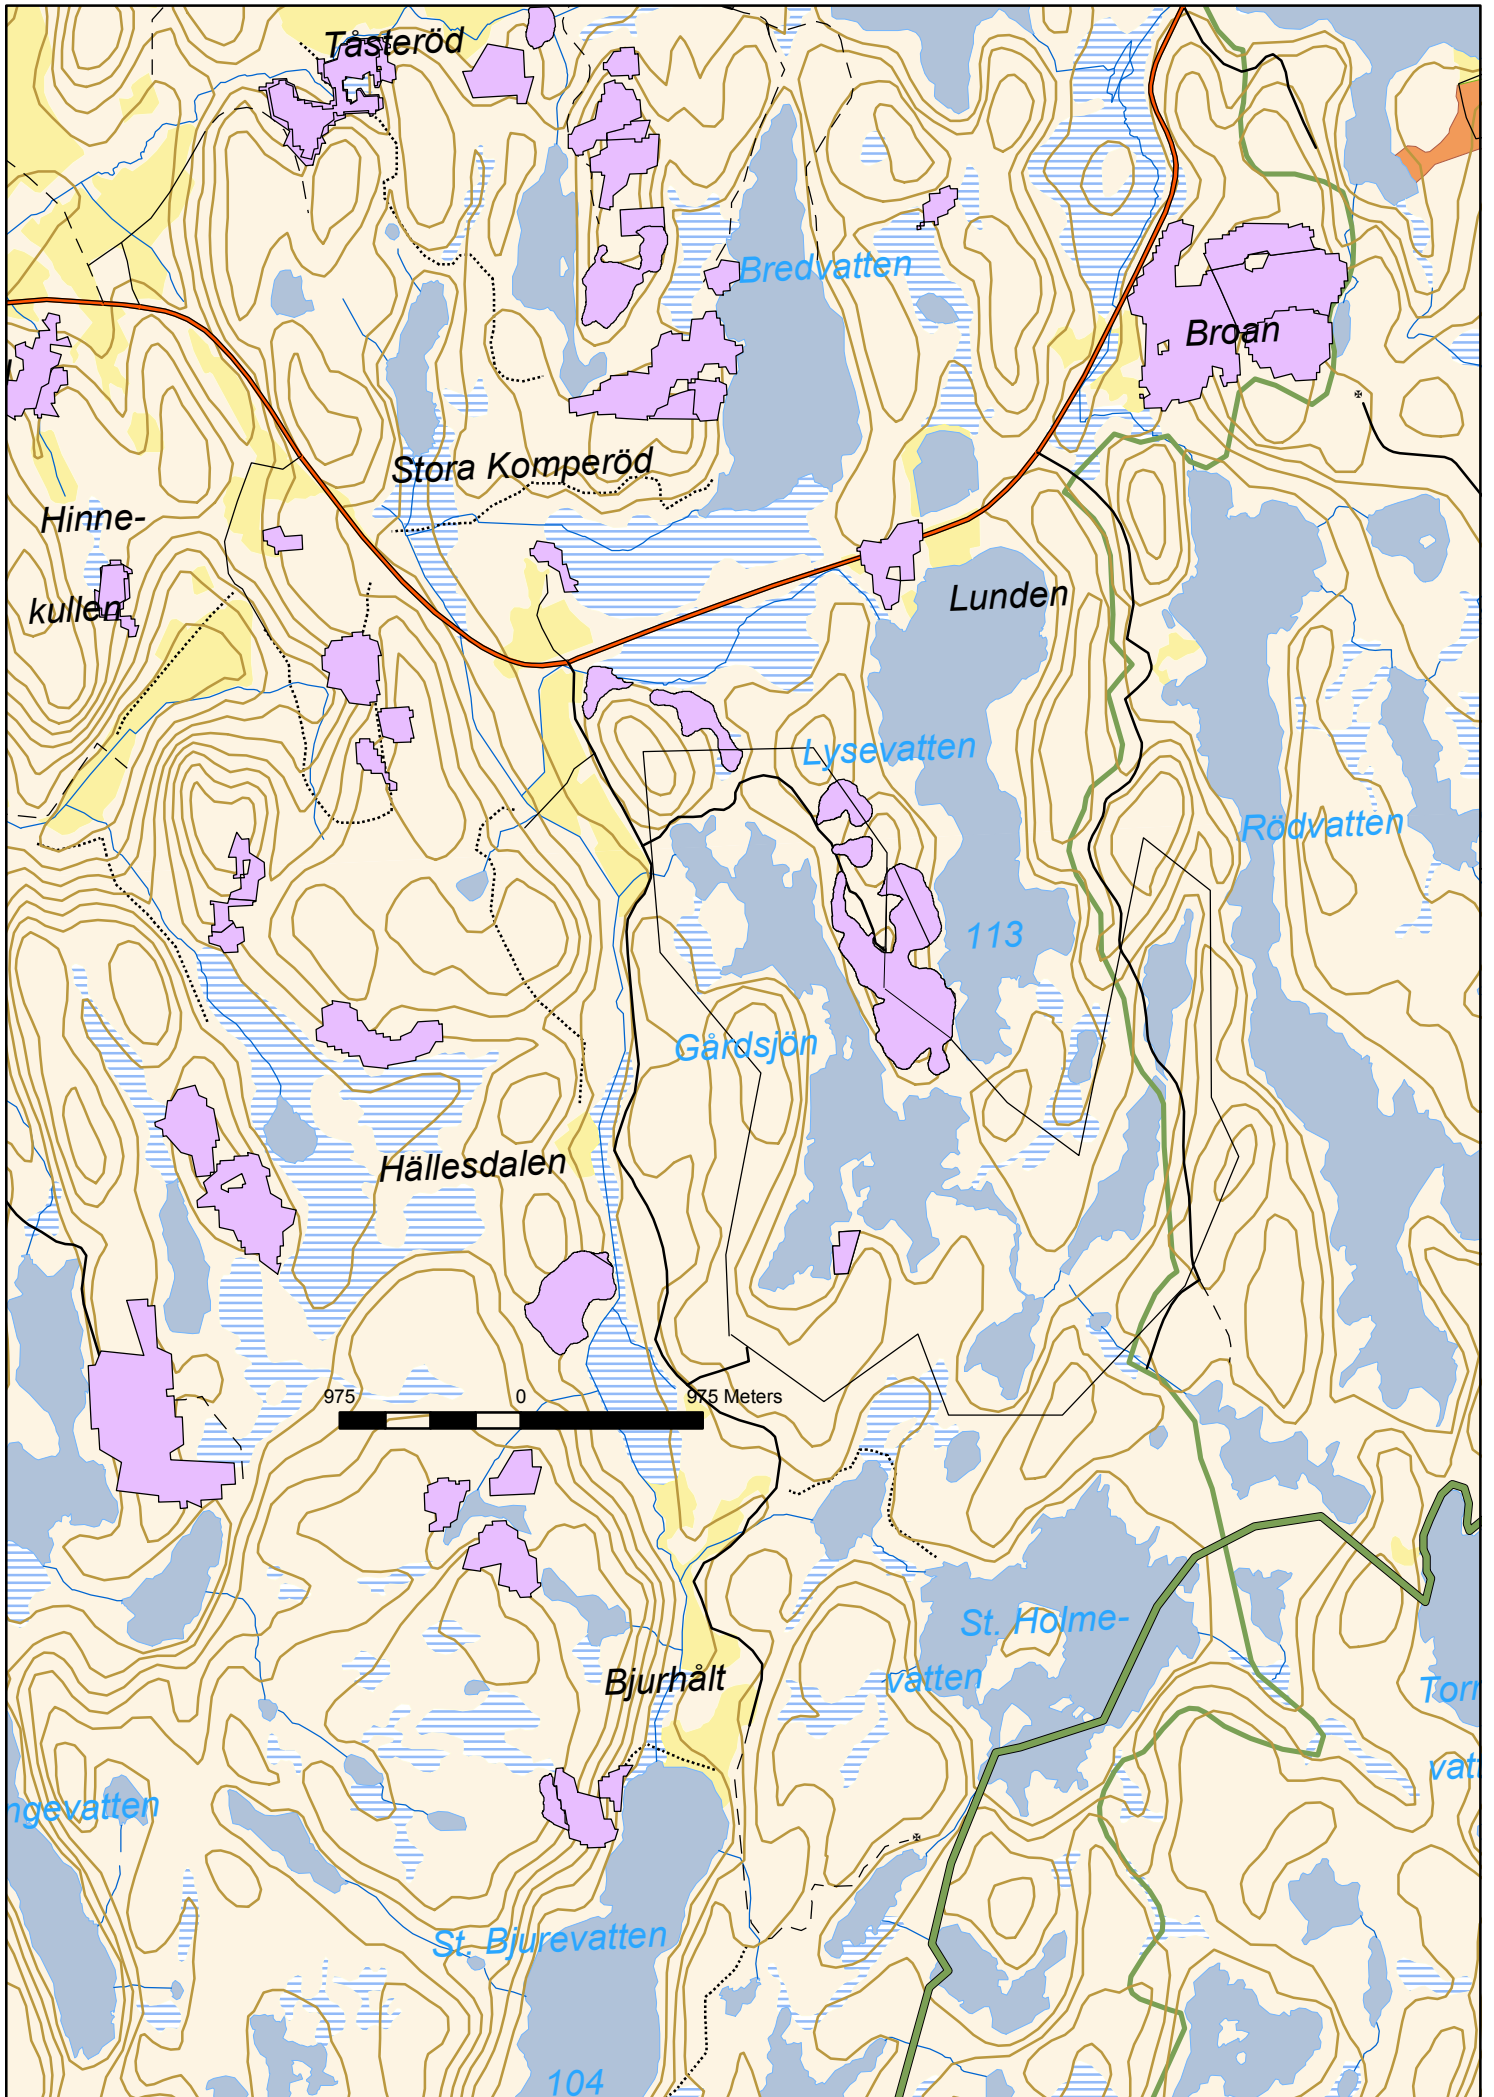 Tåsteröd
Bredvatten
Broan
Stora Komperöd
Hinne-
kullen
Lunden
Lysevatten
Rödvatten
113
Gårdsjön
Hällesdalen
975 0 975 Meters
St. Holme-
vatten
Bjurhålt
ngevatten
St. Bjurevatten
104